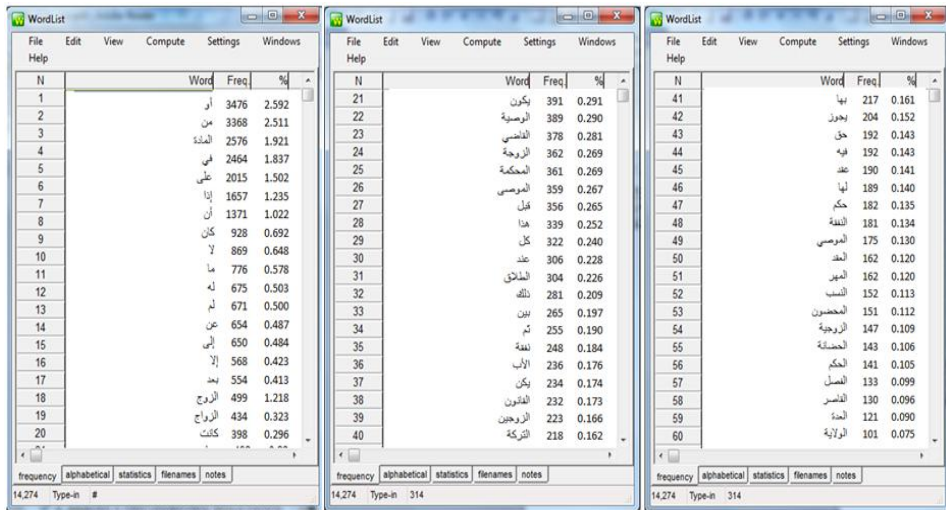 WordList
File Edit View Compute Settings Windows
Help
N Word Freq. %
1 أو 3476 2.592
2 من 3368 2.511
3 المادة 2576 1.921
4 في 2464 1.837
5 على 2015 1.502
6 إذا 1657 1.235
7 أن 1371 1.022
8 كان 928 0.692
9 لا 869 0.648
10 ما 776 0.578
11 له 675 0.503
12 لم 671 0.500
13 عن 654 0.487
14 إلى 650 0.484
15 إلا 568 0.423
16 بعد 554 0.413
17 الزوج 499 1.218
18 الزواج 434 0.323
19 كانت 398 0.296
20
frequency alphabetical statistics filenames notes
14,274 Type-in #
WordList
File Edit View Compute Settings Windows
Help
N Word Freq. %
21 يكون 391 0.291
22 الوصية 389 0.290
23 القاضي 378 0.281
24 الزوجة 362 0.269
25 المحكمة 361 0.269
26 الموصى 359 0.267
27 قبل 356 0.265
28 هذا 339 0.252
29 كل 322 0.240
30 عند 306 0.228
31 الطلاق 304 0.226
32 ذلك 281 0.209
33 بين 265 0.197
34 ثم 255 0.190
35 نفقة 248 0.184
36 الأب 236 0.176
37 يكن 234 0.174
38 القانون 232 0.173
39 الزوجين 223 0.166
40 التركة 218 0.162
frequency alphabetical statistics filenames notes
14,274 Type-in 314
WordList
File Edit View Compute Settings Windows
Help
N Word Freq. %
41 بها 217 0.161
42 يجوز 204 0.152
43 حق 192 0.143
44 فيه 192 0.143
45 عقد 190 0.141
46 لها 189 0.140
47 حكم 182 0.135
48 النفقة 181 0.134
49 الموصي 175 0.130
50 العقد 162 0.120
51 المهر 162 0.120
52 النسب 152 0.113
53 المحضون 151 0.112
54 الزوجية 147 0.109
55 الحضانة 143 0.106
56 الحكم 141 0.105
57 الفصل 133 0.099
58 القاصر 130 0.096
59 العدة 121 0.090
60 الولاية 101 0.075
frequency alphabetical statistics filenames notes
14,274 Type-in 314